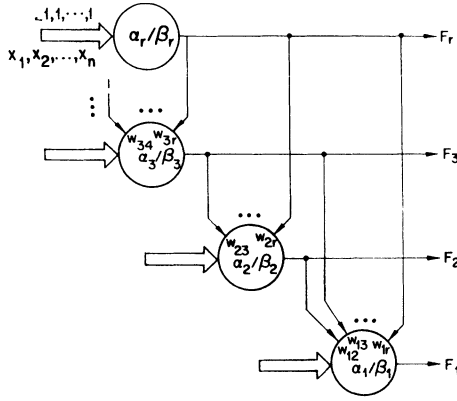 1,1,...,1
αr/βr
Fr
x1,x2,...,xn
...
w34 w3r
α3/β3
F3
...
w23 w2r
α2/β2
F2
...
w12 w13 w1r
α1/β1
F1